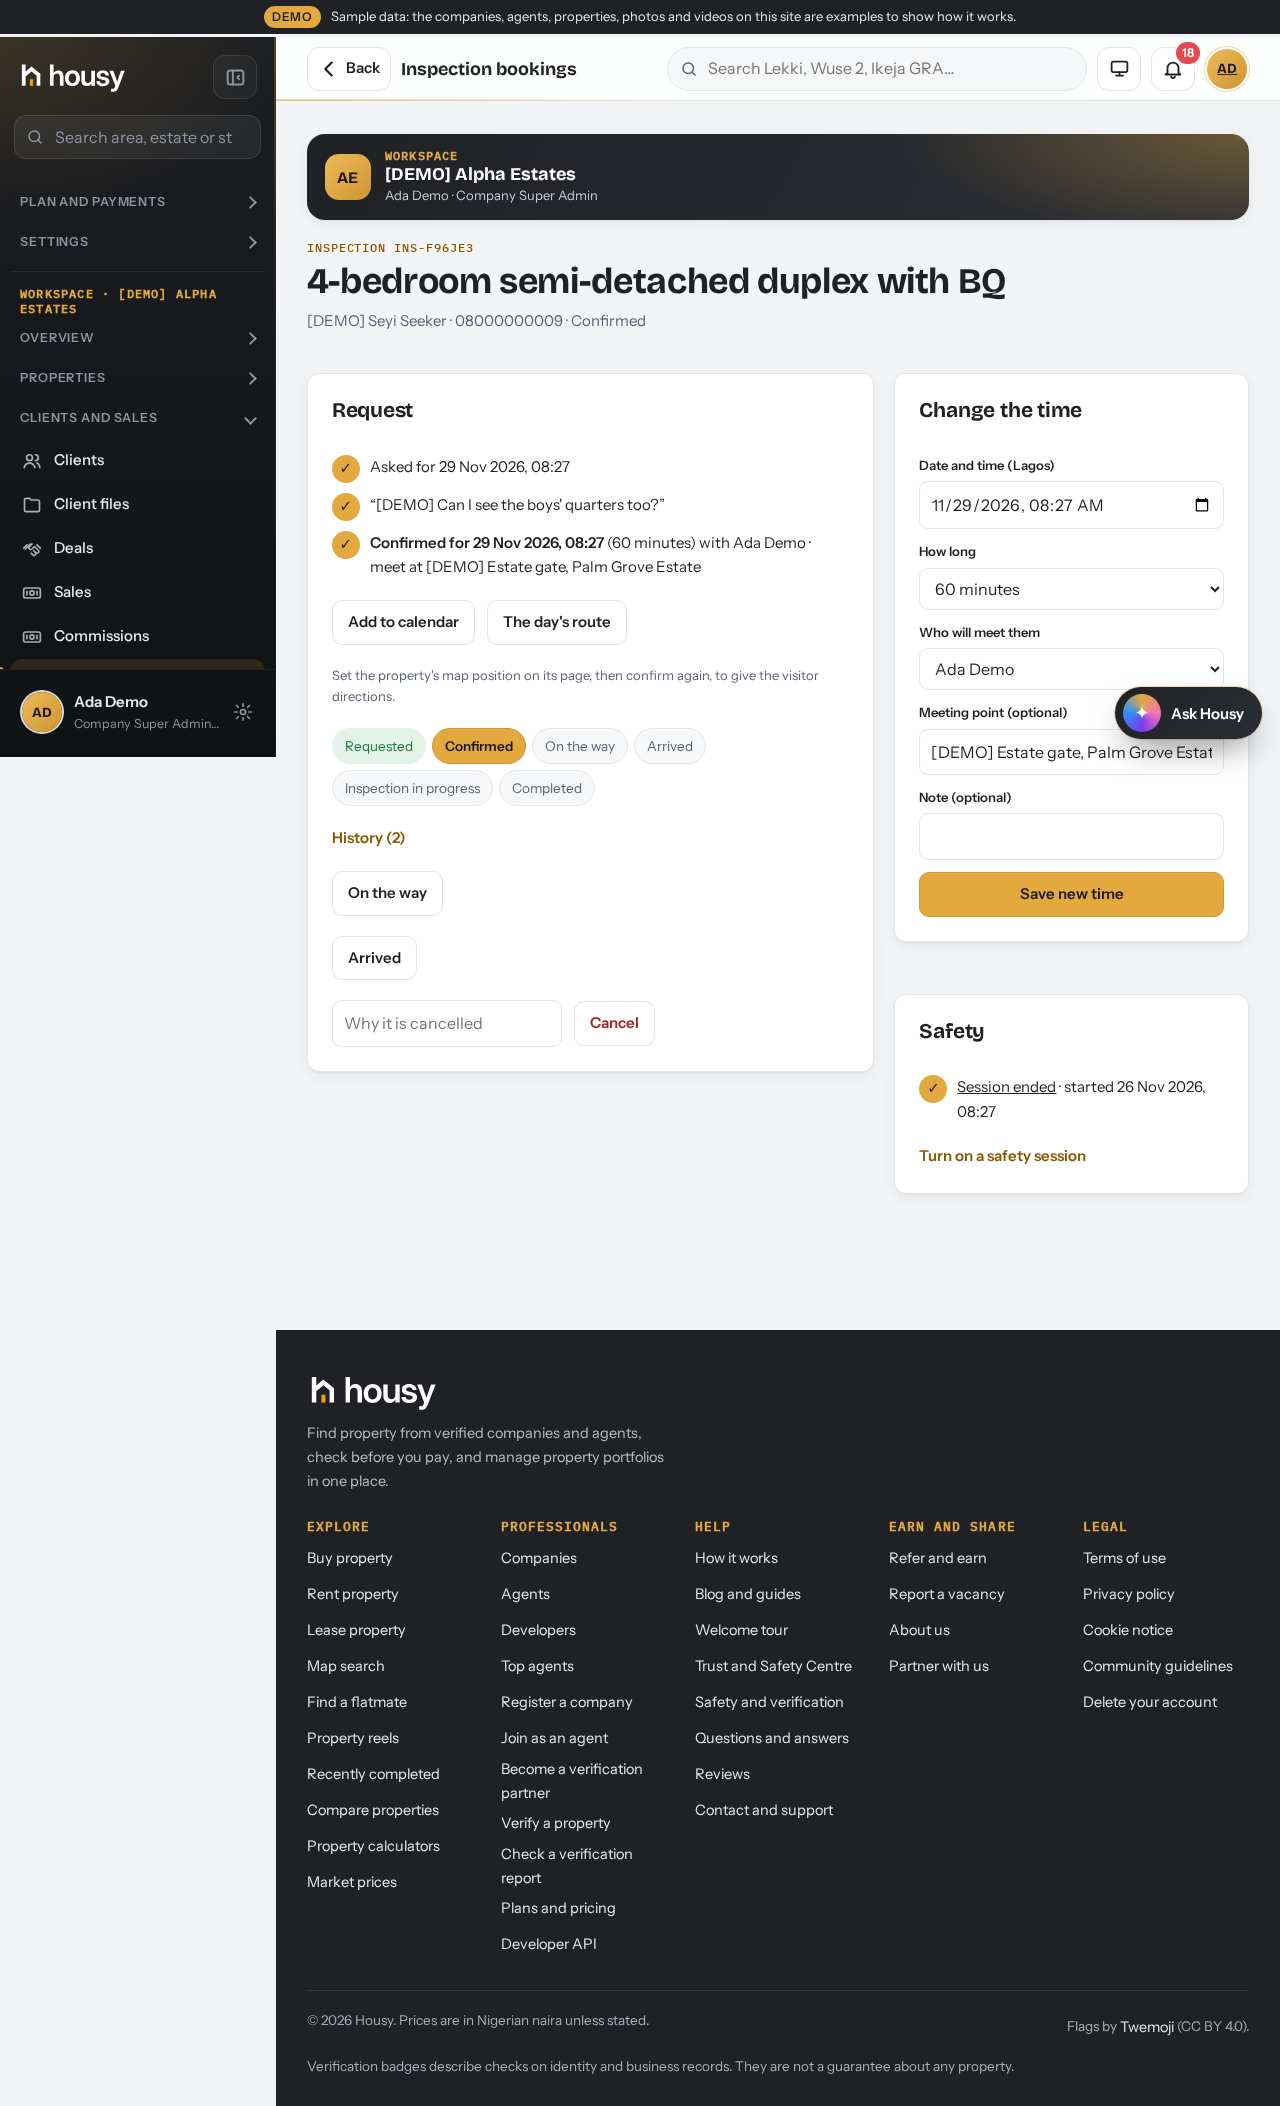 DEMO Sample data: the companies, agents, properties, photos and videos on this site are examples to show how it works.
housy
Search area, estate or st
PLAN AND PAYMENTS
SETTINGS
WORKSPACE · [DEMO] ALPHA
ESTATES
OVERVIEW
PROPERTIES
CLIENTS AND SALES
Clients
Client files
Deals
Sales
Commissions
AD
Ada Demo
Company Super Admin…
Back
Inspection bookings
Search Lekki, Wuse 2, Ikeja GRA...
18
AD
AE
WORKSPACE
[DEMO] Alpha Estates
Ada Demo · Company Super Admin
INSPECTION INS-F96JE3
4-bedroom semi-detached duplex with BQ
[DEMO] Seyi Seeker · 08000000009 · Confirmed
Request
✓ Asked for 29 Nov 2026, 08:27
✓ “[DEMO] Can I see the boys' quarters too?”
✓ Confirmed for 29 Nov 2026, 08:27 (60 minutes) with Ada Demo ·
meet at [DEMO] Estate gate, Palm Grove Estate
Add to calendar
The day's route
Set the property's map position on its page, then confirm again, to give the visitor
directions.
Requested
Confirmed
On the way
Arrived
Inspection in progress
Completed
History (2)
On the way
Arrived
Why it is cancelled
Cancel
Change the time
Date and time (Lagos)
11/29/2026, 08:27 AM
How long
60 minutes
Who will meet them
Ada Demo
Meeting point (optional)
[DEMO] Estate gate, Palm Grove Estat
Ask Housy
Note (optional)
Save new time
Safety
✓ Session ended · started 26 Nov 2026,
08:27
Turn on a safety session
housy
Find property from verified companies and agents,
check before you pay, and manage property portfolios
in one place.
EXPLORE
Buy property
Rent property
Lease property
Map search
Find a flatmate
Property reels
Recently completed
Compare properties
Property calculators
Market prices
PROFESSIONALS
Companies
Agents
Developers
Top agents
Register a company
Join as an agent
Become a verification
partner
Verify a property
Check a verification
report
Plans and pricing
Developer API
HELP
How it works
Blog and guides
Welcome tour
Trust and Safety Centre
Safety and verification
Questions and answers
Reviews
Contact and support
EARN AND SHARE
Refer and earn
Report a vacancy
About us
Partner with us
LEGAL
Terms of use
Privacy policy
Cookie notice
Community guidelines
Delete your account
© 2026 Housy. Prices are in Nigerian naira unless stated.
Flags by Twemoji (CC BY 4.0).
Verification badges describe checks on identity and business records. They are not a guarantee about any property.